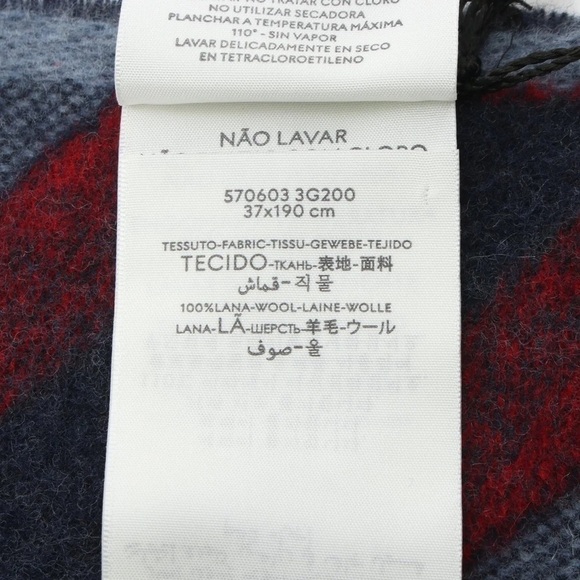 NO TRATAR CON CLORO
NO UTILIZAR SECADORA
PLANCHAR A TEMPERATURA MÁXIMA
110° - SIN VAPOR
LAVAR DELICADAMENTE EN SECO
EN TETRACLOROETILENO
NÃO LAVAR
CLORO
570603 3G200
37x190 cm
TESSUTO-FABRIC-TISSU-GEWEBE-TEJIDO
TECIDO-ТКАНЬ-表地-面料
قماش-직물
100%LANA-WOOL-LAINE-WOLLE
LANA-LÃ-ШЕРСТЬ-羊毛-ウール
صوف-울